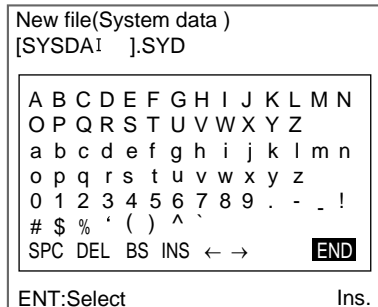 New file(System data )
[SYSDAI ].SYD
A B C D E F G H I J K L M N
O P Q R S T U V W X Y Z
a b c d e f g h i j k l m n
o p q r s t u v w x y z
0 1 2 3 4 5 6 7 8 9 . - _ !
# $ % ‘ ( ) ^ `
SPC DEL BS INS ← → END
ENT:Select Ins.